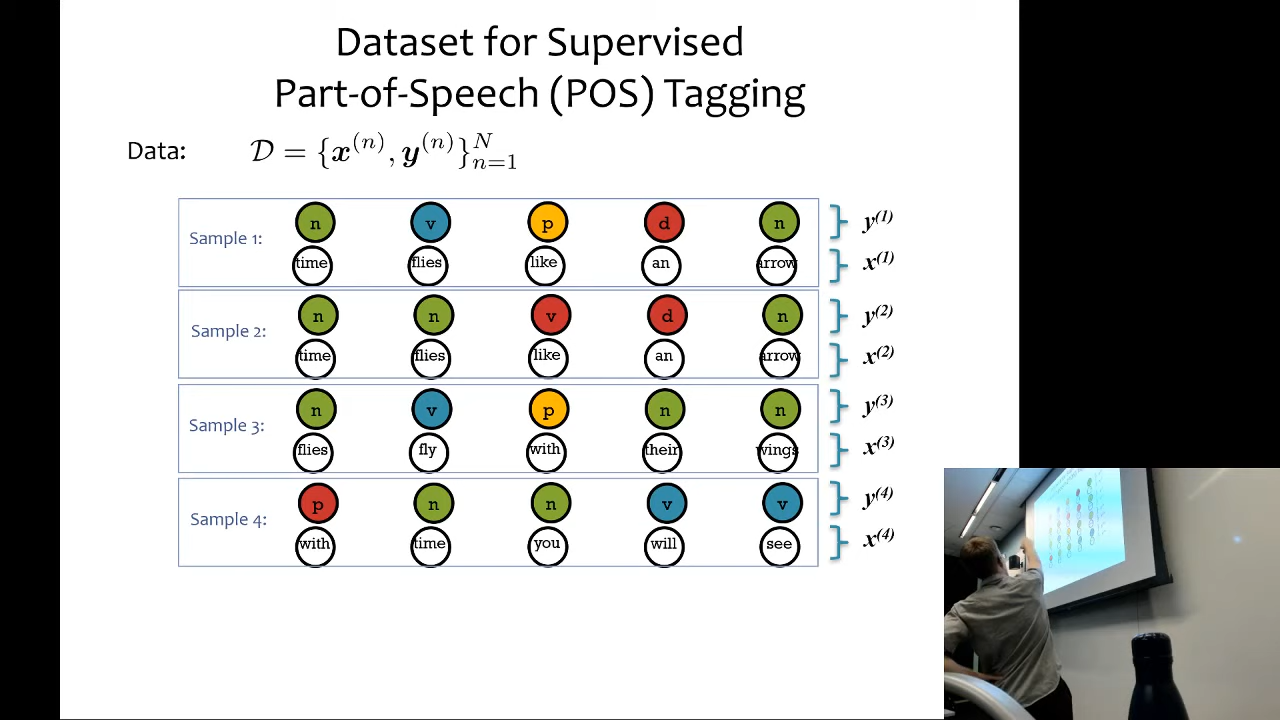 Dataset for Supervised
Part-of-Speech (POS) Tagging
Data: 𝒟 = {x^(n), y^(n)}_{n=1}^N
n v p d n } y(1)
Sample 1:
time flies like an arrow } x(1)
n n v d n } y(2)
Sample 2:
time flies like an arrow } x(2)
n v p n n } y(3)
Sample 3:
flies fly with their wings } x(3)
p n n v v } y(4)
Sample 4:
with time you will see } x(4)